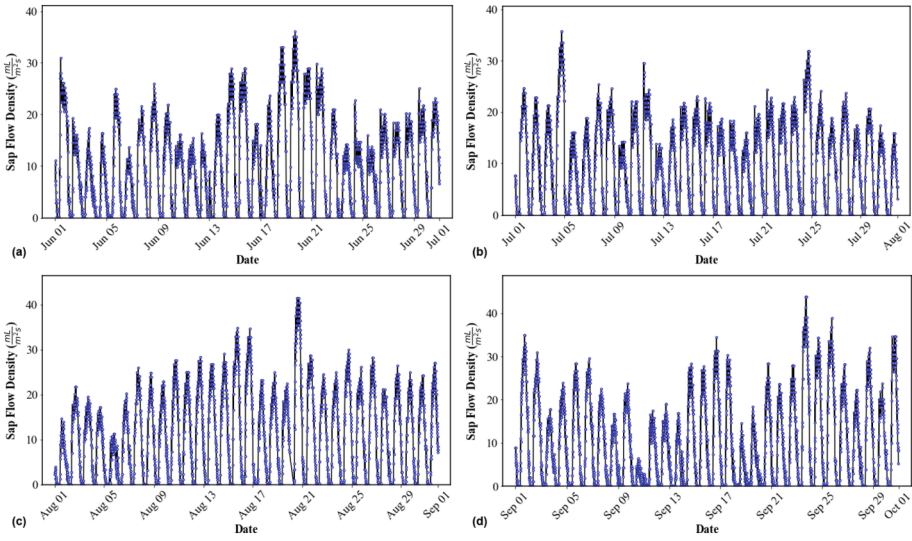 40
30
20
10
0
Sap Flow Density (mL/m²s)
Jun 01
Jun 05
Jun 09
Jun 13
Jun 17
Jun 21
Jun 25
Jun 29
Jul 01
Date
(a)
40
30
20
10
0
Sap Flow Density (mL/m²s)
Jul 01
Jul 05
Jul 09
Jul 13
Jul 17
Jul 21
Jul 25
Jul 29
Aug 01
Date
(b)
40
30
20
10
0
Sap Flow Density (mL/m²s)
Aug 01
Aug 05
Aug 09
Aug 13
Aug 17
Aug 21
Aug 25
Aug 29
Sep 01
Date
(c)
40
30
20
10
0
Sap Flow Density (mL/m²s)
Sep 01
Sep 05
Sep 09
Sep 13
Sep 17
Sep 21
Sep 25
Sep 29
Oct 01
Date
(d)